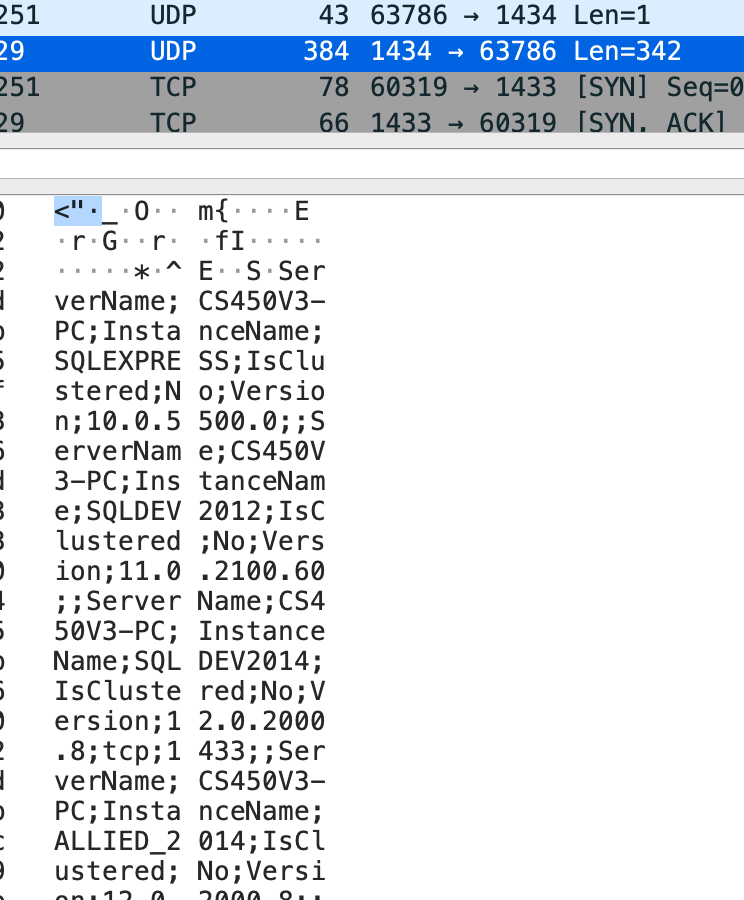 251 UDP 43 63786 → 1434 Len=1
29 UDP 384 1434 → 63786 Len=342
251 TCP 78 60319 → 1433 [SYN] Seq=0
29 TCP 66 1433 → 60319 [SYN, ACK]
<"·_·O·· m{····E
·r·G··r· ·fI·····
·····*·^ E··S·Ser
verName; CS450V3-
PC;Insta nceName;
SQLEXPRE SS;IsClu
stered;N o;Versio
n;10.0.5 500.0;;S
erverNam e;CS450V
3-PC;Ins tanceNam
e;SQLDEV 2012;IsC
lustered ;No;Vers
ion;11.0 .2100.60
;;Server Name;CS4
50V3-PC; Instance
Name;SQL DEV2014;
IsCluste red;No;V
ersion;1 2.0.2000
.8;tcp;1 433;;Ser
verName; CS450V3-
PC;Insta nceName;
ALLIED_2 014;IsCl
ustered; No;Versi
on;12.0. 2000.8;;